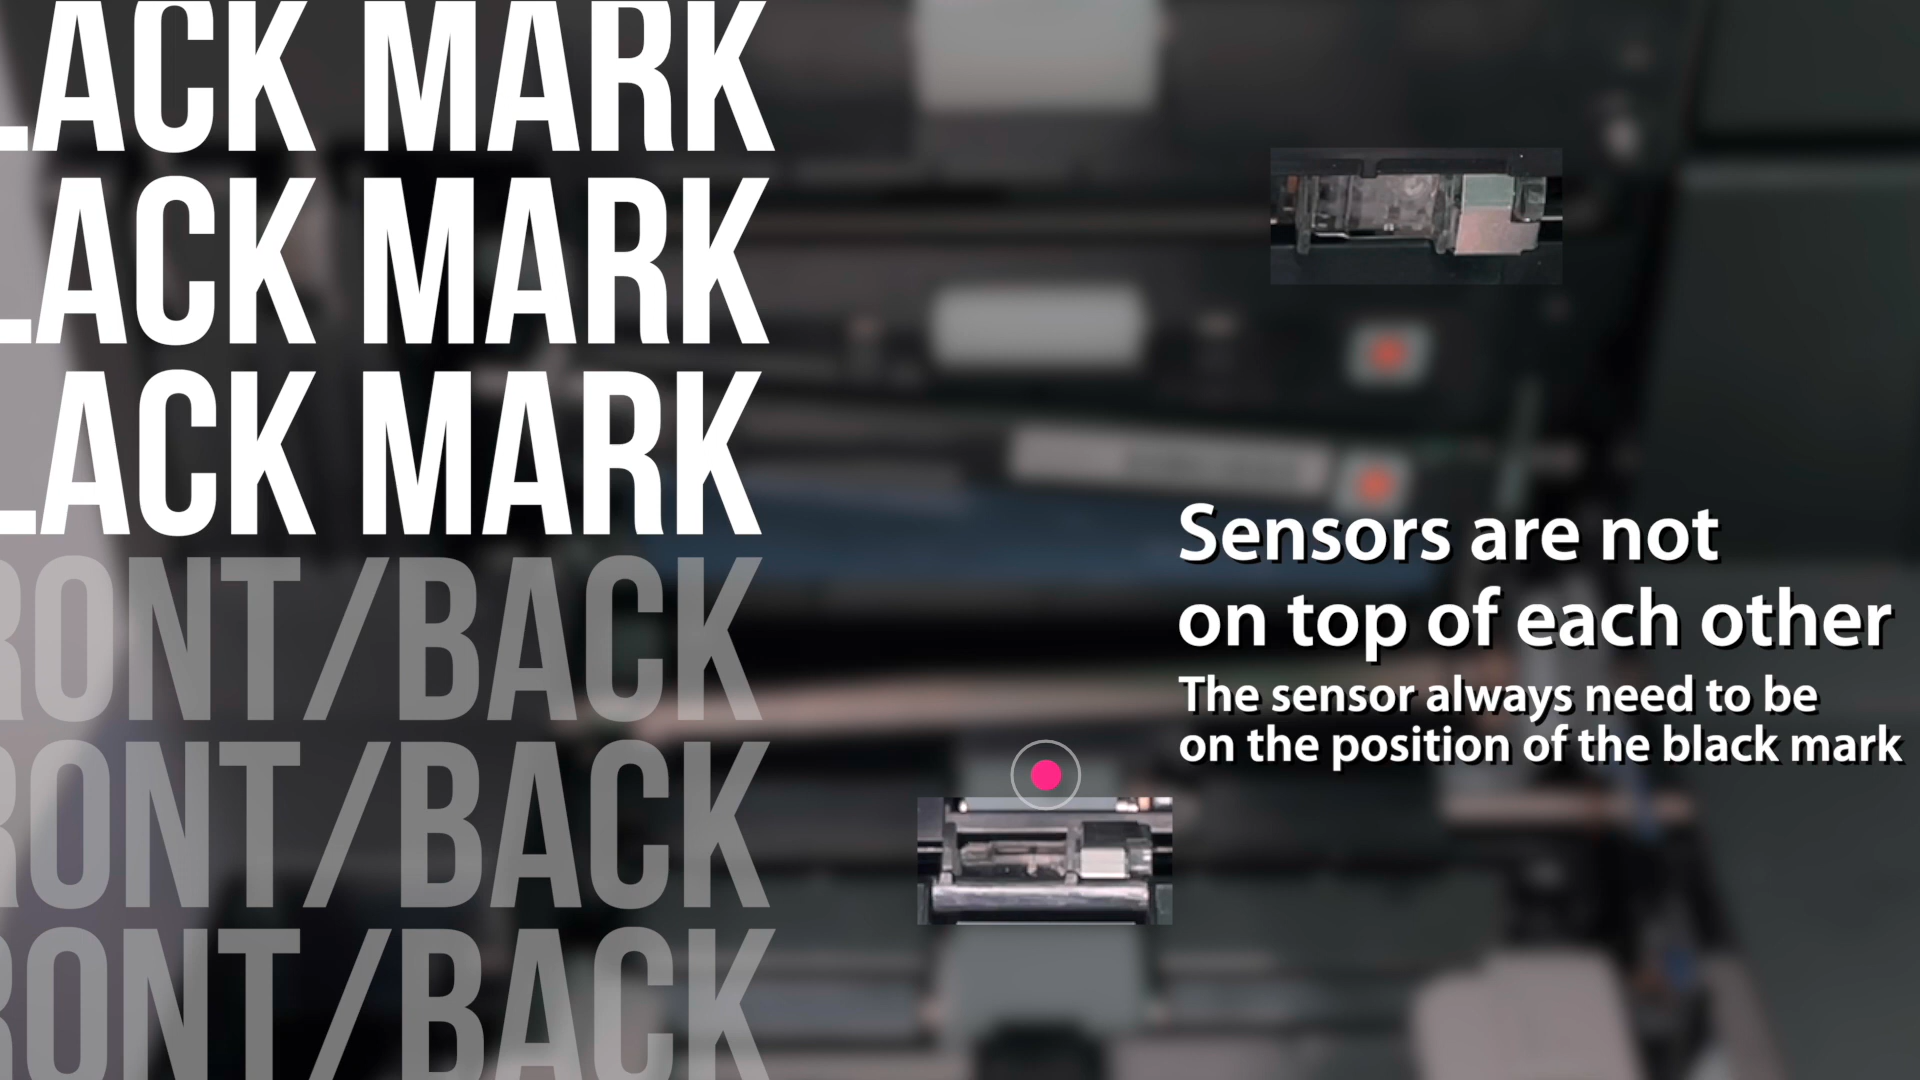 LACK MARK
LACK MARK
LACK MARK
RONT/BACK
RONT/BACK
RONT/BACK
Sensors are not
on top of each other
The sensor always need to be
on the position of the black mark